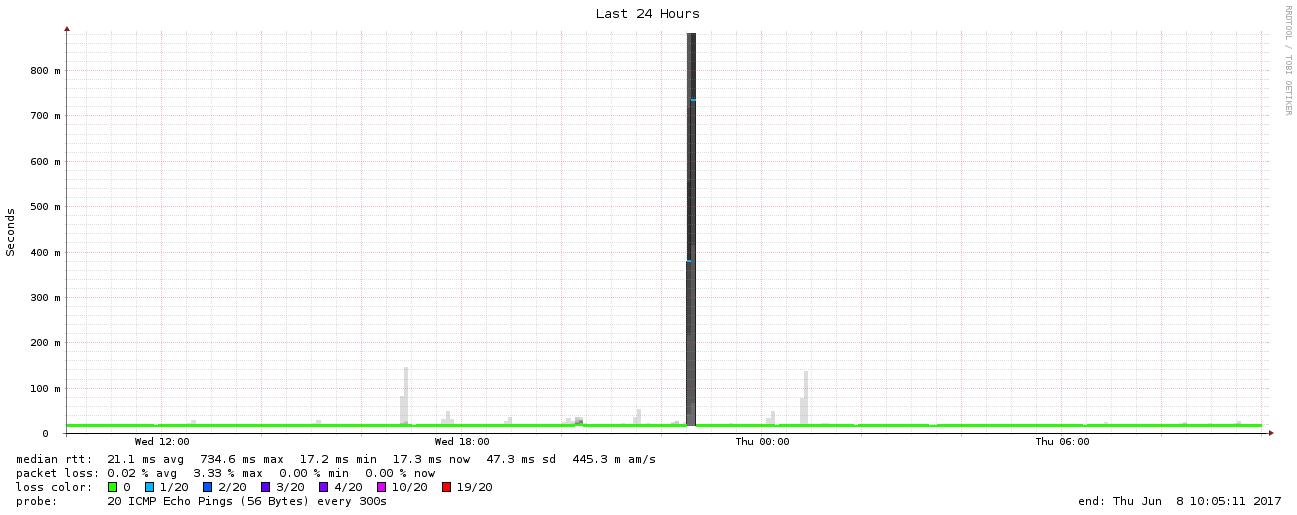 Last 24 Hours
RRDTOOL / TOBI OETIKER
Seconds
800 m
700 m
600 m
500 m
400 m
300 m
200 m
100 m
0
Wed 12:00 Wed 18:00 Thu 00:00 Thu 06:00
median rtt: 21.1 ms avg 734.6 ms max 17.2 ms min 17.3 ms now 47.3 ms sd 445.3 m am/s
packet loss: 0.02 % avg 3.33 % max 0.00 % min 0.00 % now
loss color: 0 1/20 2/20 3/20 4/20 10/20 19/20
probe: 20 ICMP Echo Pings (56 Bytes) every 300s end: Thu Jun 8 10:05:11 2017